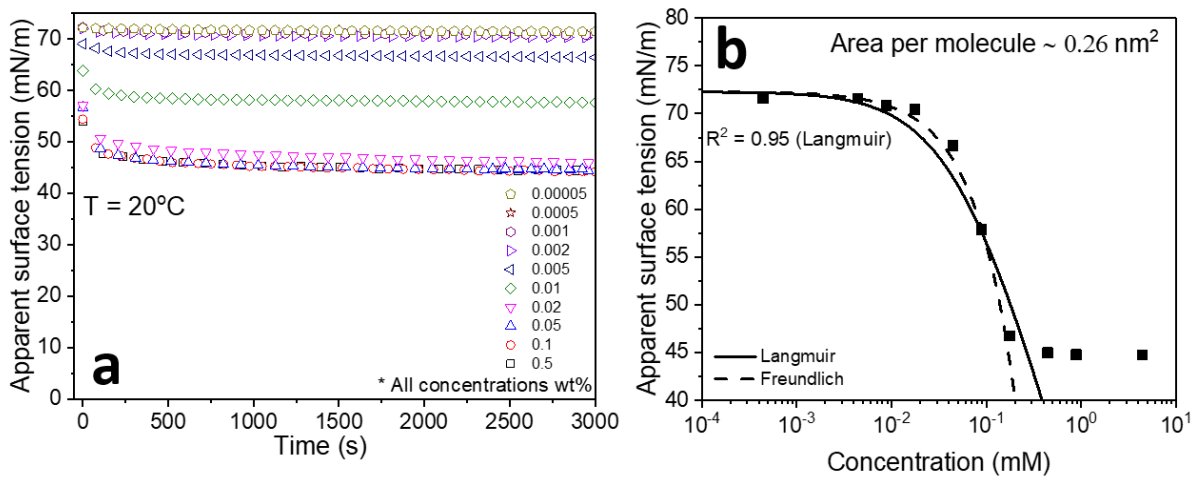 70
60
50
40
30
20
10
0
Apparent surface tension (mN/m)
T = 20ºC
0.00005
0.0005
0.001
0.002
0.005
0.01
0.02
0.05
0.1
0.5
a
* All concentrations wt%
0 500 1000 1500 2000 2500 3000
Time (s)
80
75
70
65
60
55
50
45
40
Apparent surface tension (mN/m)
b
Area per molecule ~ 0.26 nm²
R² = 0.95 (Langmuir)
Langmuir
Freundlich
10⁻⁴ 10⁻³ 10⁻² 10⁻¹ 10⁰ 10¹
Concentration (mM)